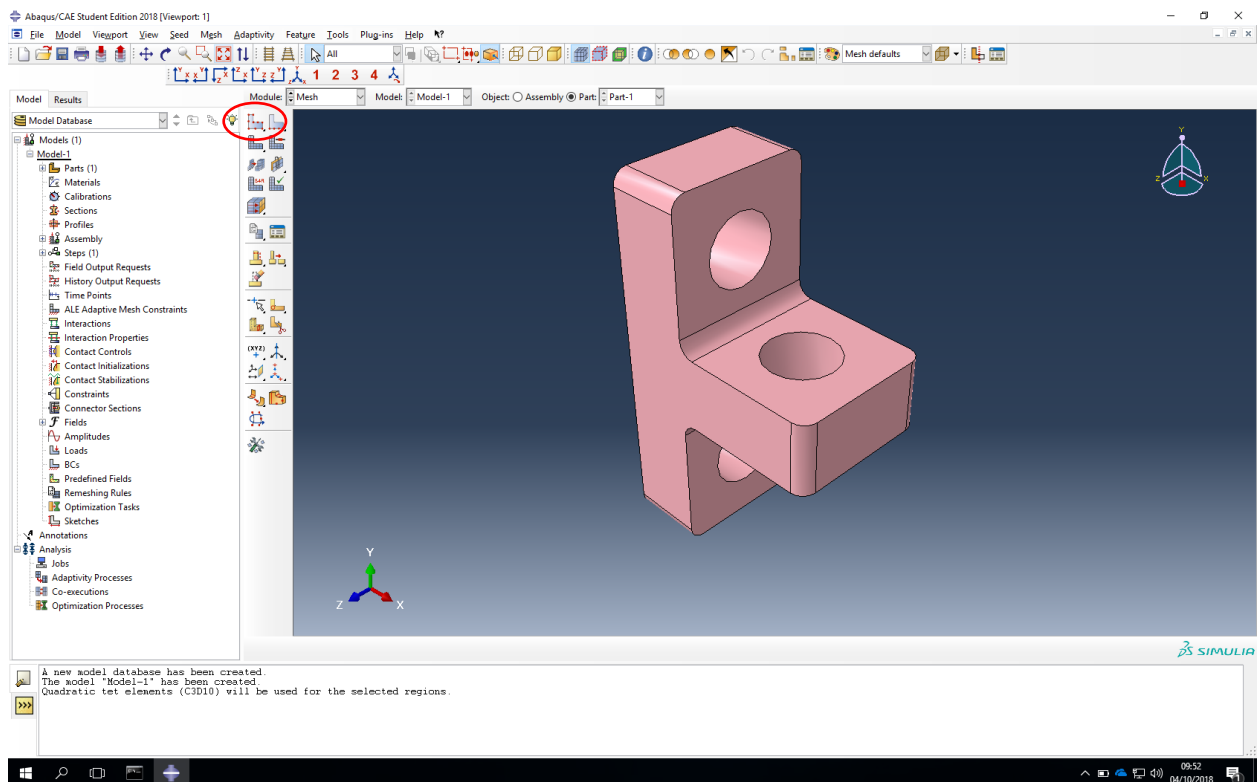 Abaqus/CAE Student Edition 2018 [Viewport: 1]
File Model Viewport View Seed Mesh Adaptivity Feature Tools Plug-ins Help
All
Mesh defaults
1 2 3 4
Model Results
Module: Mesh Model: Model-1 Object: Assembly Part: Part-1
Model Database
Models (1)
Model-1
Parts (1)
Materials
Calibrations
Sections
Profiles
Assembly
Steps (1)
Field Output Requests
History Output Requests
Time Points
ALE Adaptive Mesh Constraints
Interactions
Interaction Properties
Contact Controls
Contact Initializations
Contact Stabilizations
Constraints
Connector Sections
Fields
Amplitudes
Loads
BCs
Predefined Fields
Remeshing Rules
Optimization Tasks
Sketches
Annotations
Analysis
Jobs
Adaptivity Processes
Co-executions
Optimization Processes
(XYZ)
Y
Z X
Y
Z X
SIMULIA
A new model database has been created.
The model "Model-1" has been created.
Quadratic tet elements (C3D10) will be used for the selected regions.
>>>
09:52
04/10/2018